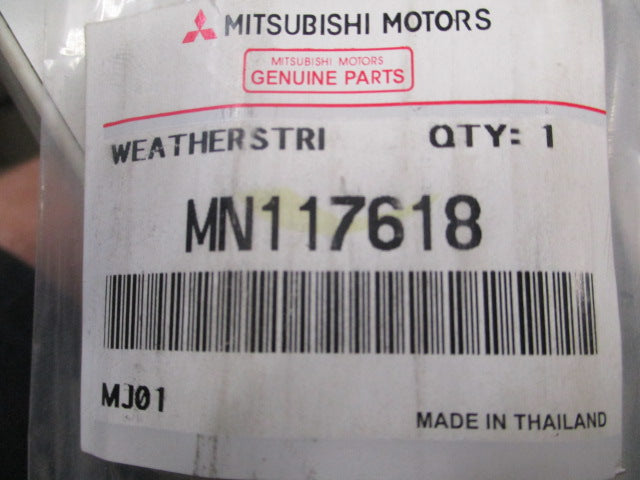 MITSUBISHI MOTORS
MITSUBISHI MOTORS
GENUINE PARTS
WEATHERSTRI QTY: 1
MN117618
MJ01
MADE IN THAILAND